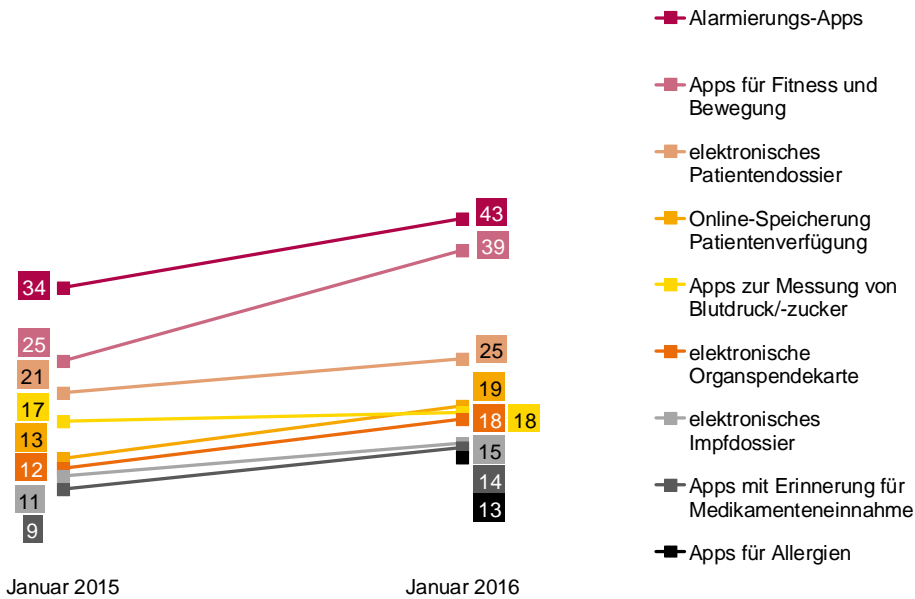 34
25
21
17
13
12
11
9
43
39
25
19
18 18
15
14
13
Januar 2015 Januar 2016
Alarmierungs-Apps
Apps für Fitness und
Bewegung
elektronisches
Patientendossier
Online-Speicherung
Patientenverfügung
Apps zur Messung von
Blutdruck/-zucker
elektronische
Organspendekarte
elektronisches
Impfdossier
Apps mit Erinnerung für
Medikamenteneinnahme
Apps für Allergien